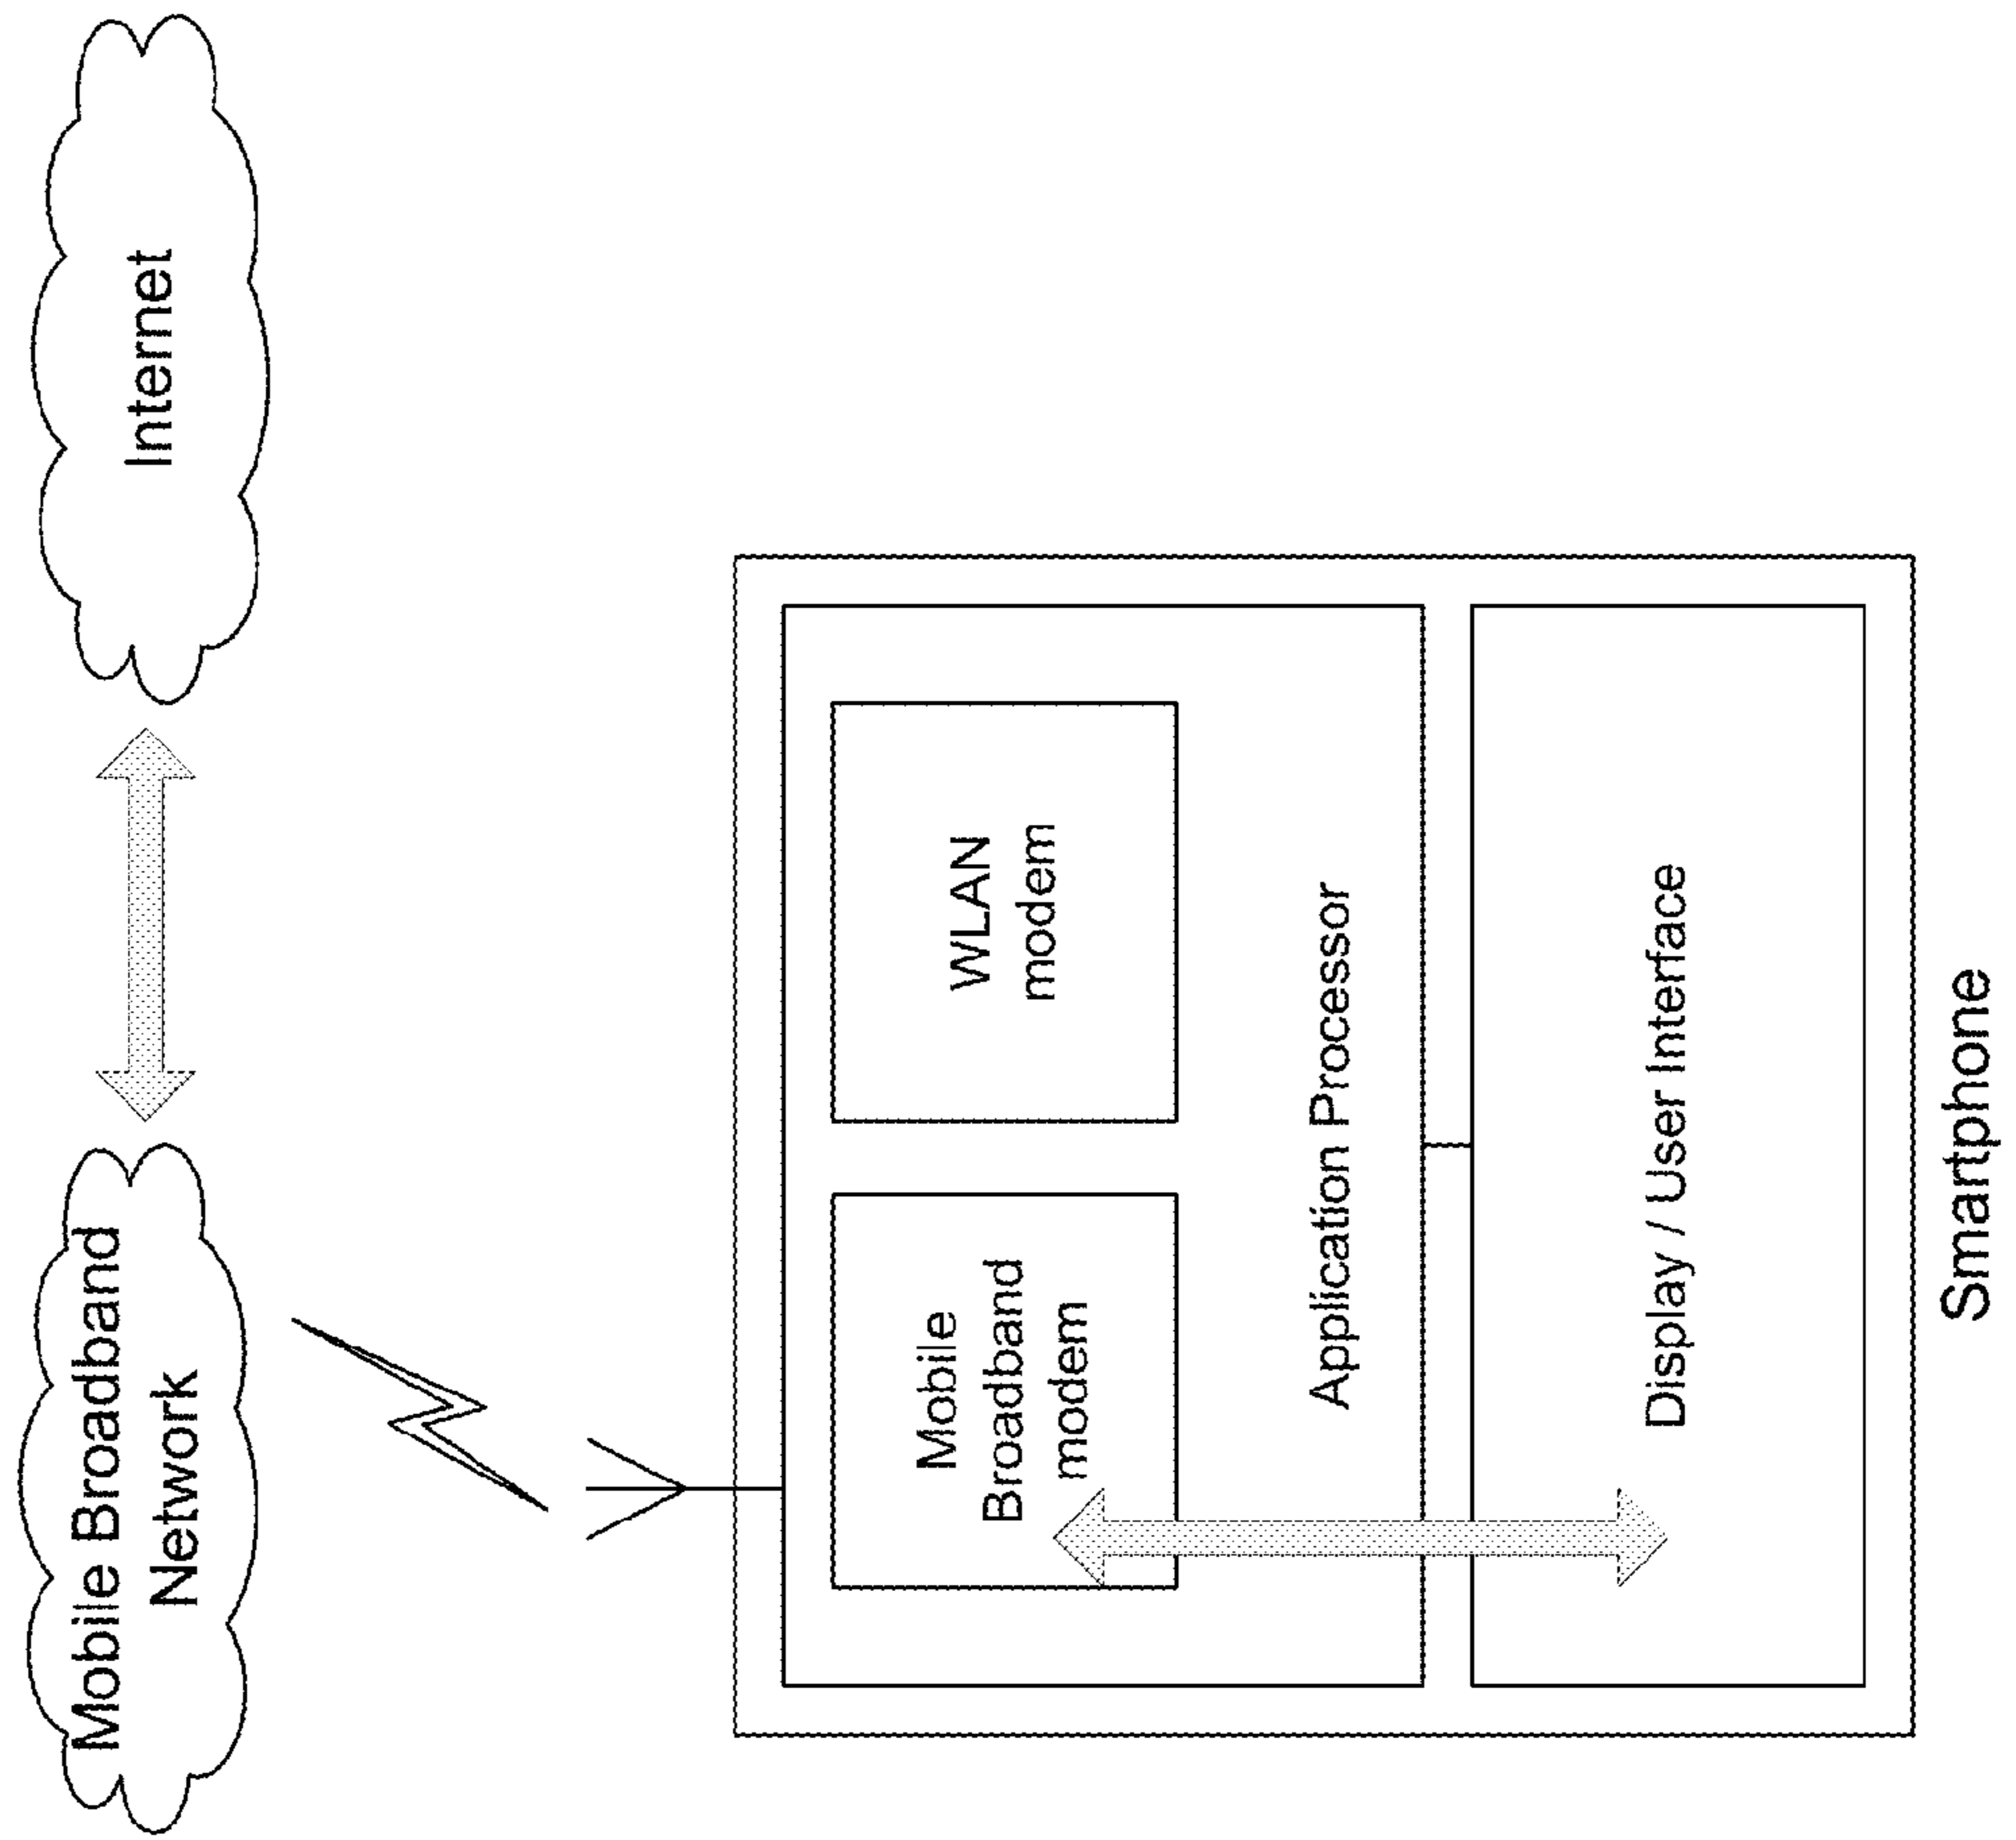 Mobile Broadband
Network
Internet
Mobile
Broadband
modem
WLAN
modem
Application Processor
Display / User Interface
Smartphone